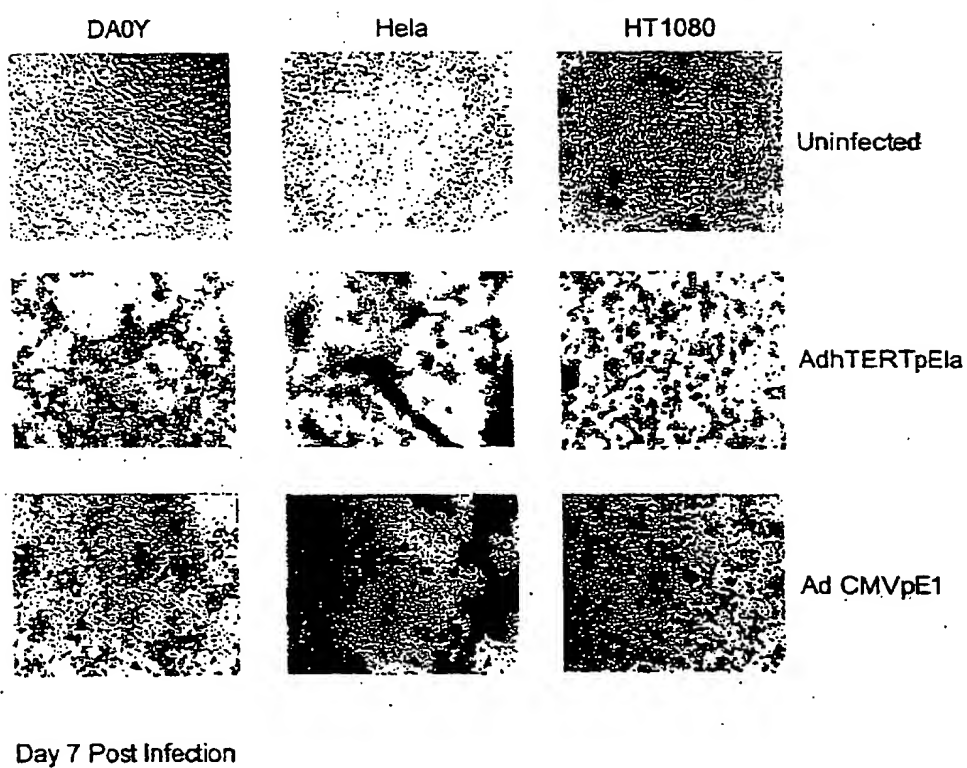 DA0Y Hela HT1080
Uninfected
AdhTERTpEla
Ad CMVpE1
Day 7 Post Infection